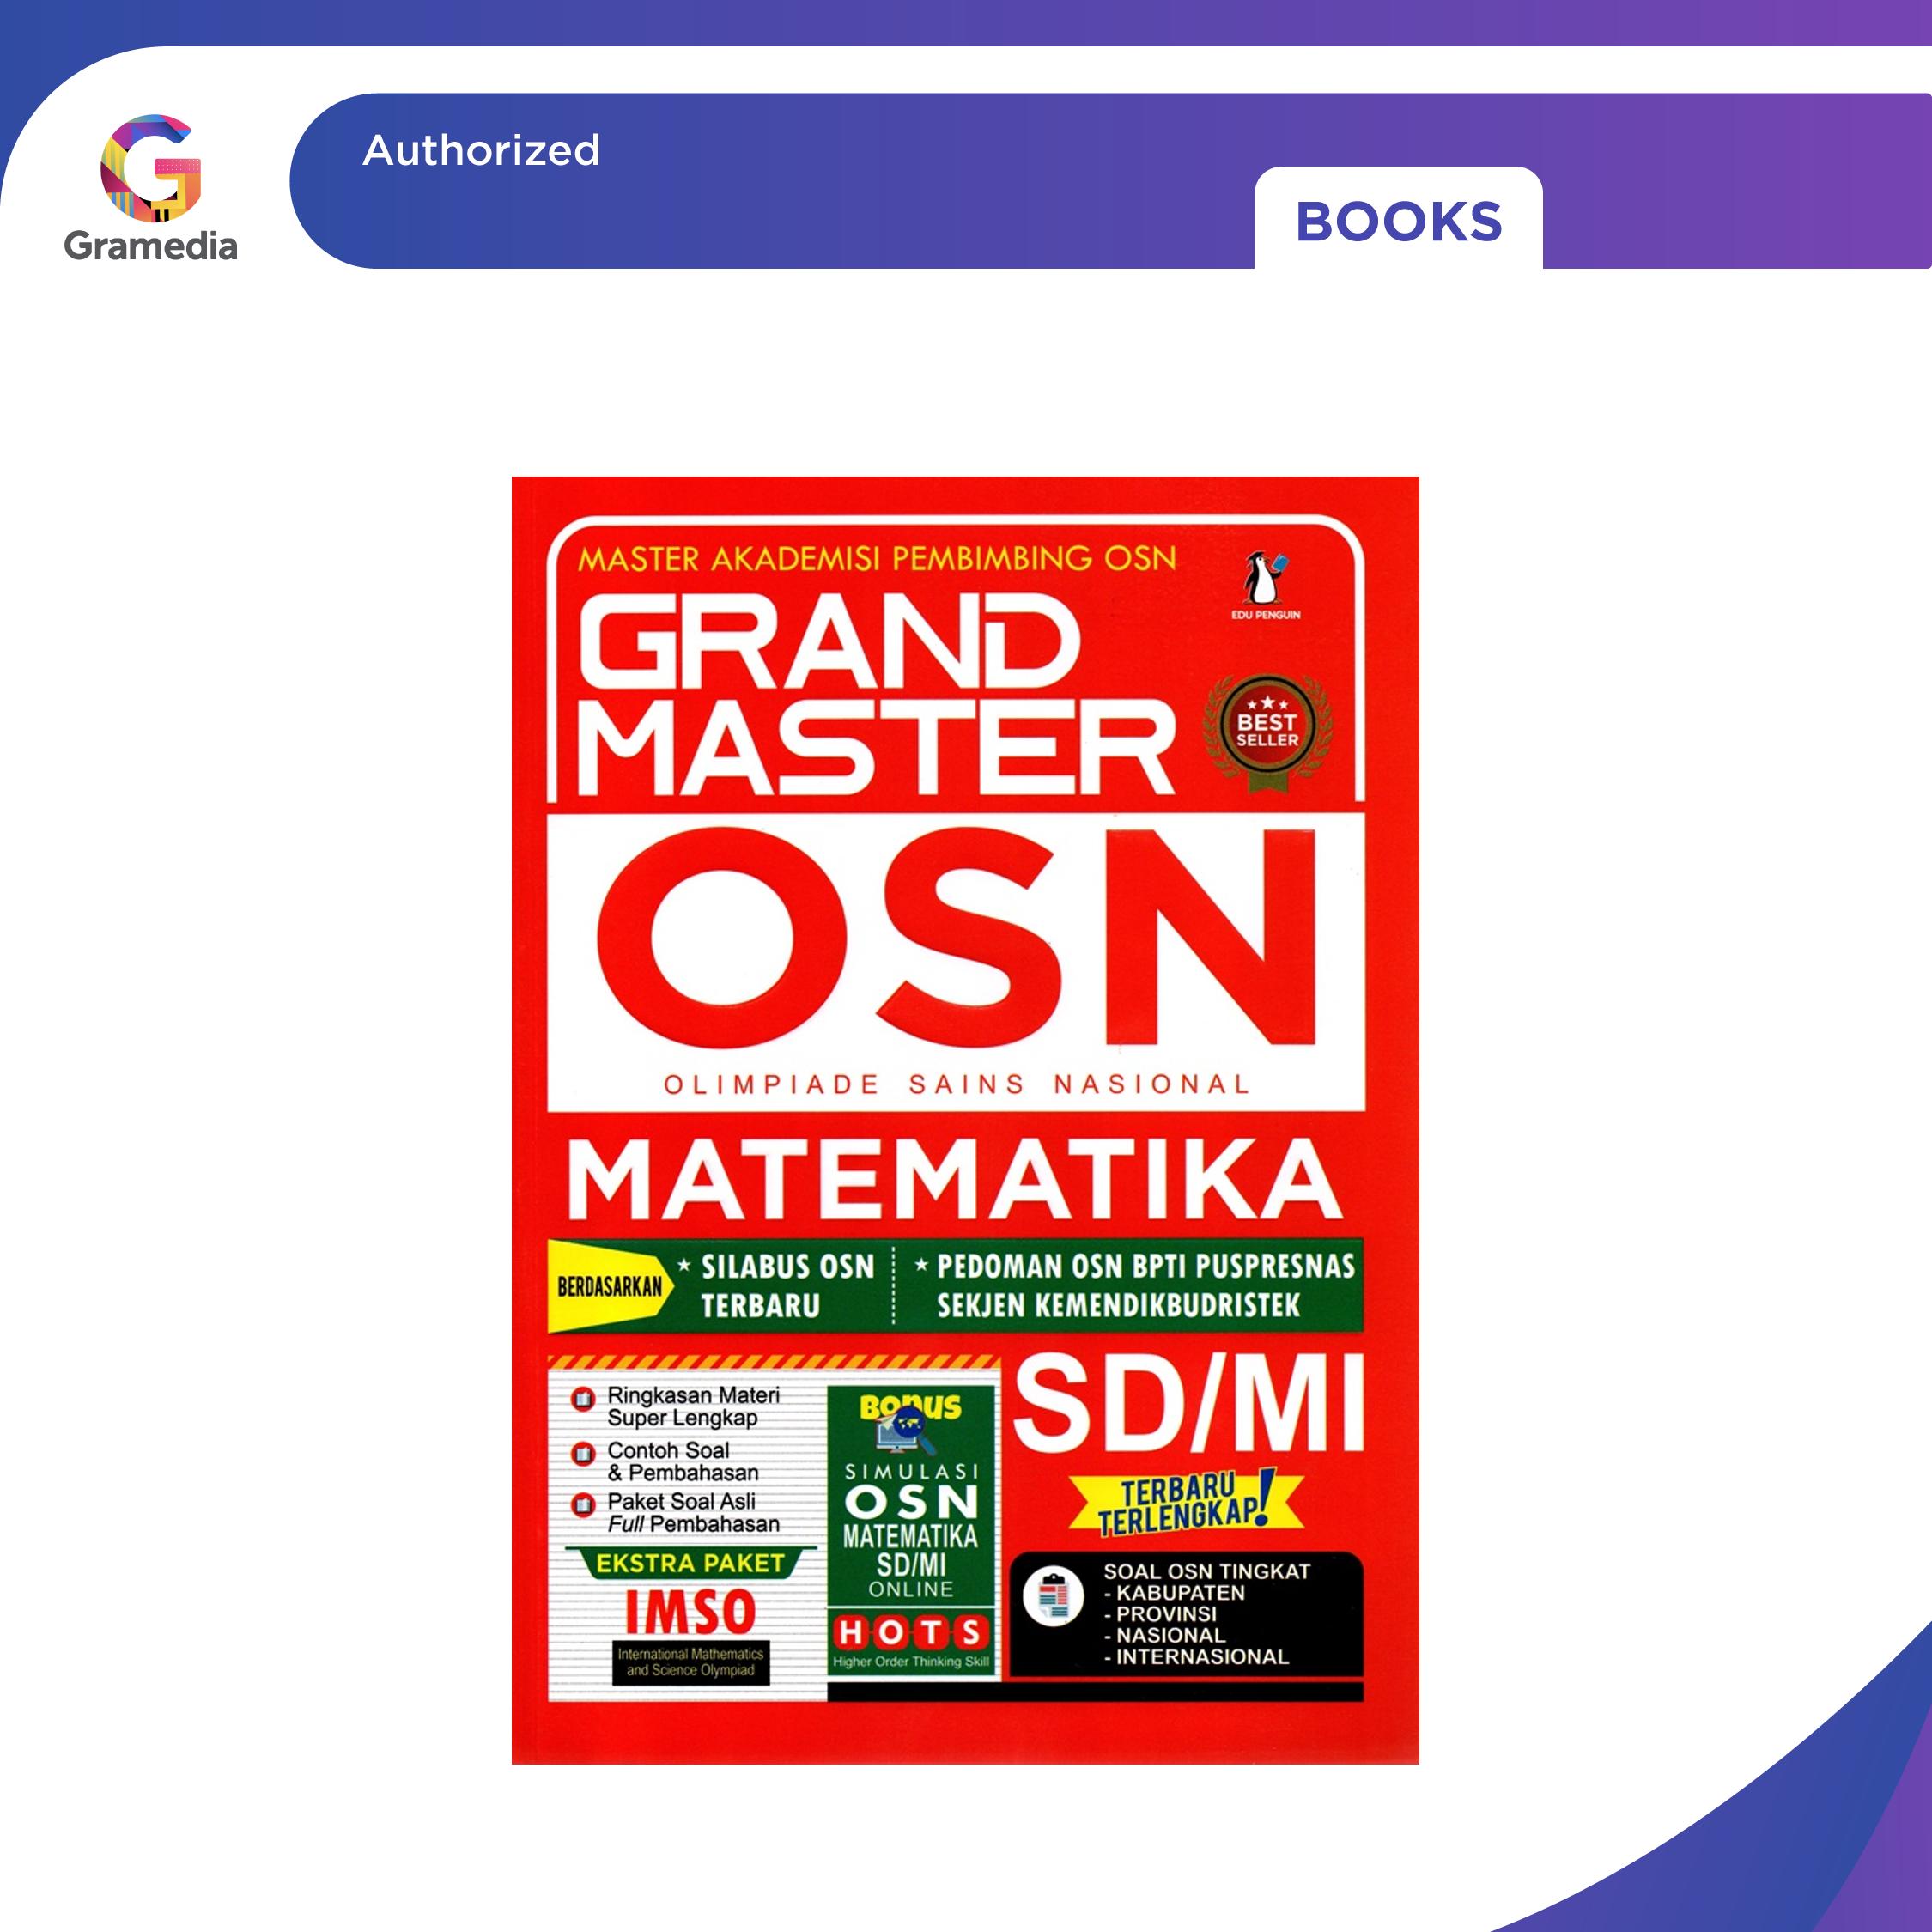 Gramedia
Authorized
BOOKS
MASTER AKADEMISI PEMBIMBING OSN
EDU PENGUIN
GRAND
MASTER
BEST
SELLER
OSN
OLIMPIADE SAINS NASIONAL
MATEMATIKA
BERDASARKAN
★ SILABUS OSN
TERBARU
★ PEDOMAN OSN BPTI PUSPRESNAS
SEKJEN KEMENDIKBUDRISTEK
Ringkasan Materi
Super Lengkap
Contoh Soal
& Pembahasan
Paket Soal Asli
Full Pembahasan
EKSTRA PAKET
IMSO
International Mathematics
and Science Olympiad
BONUS
SIMULASI
OSN
MATEMATIKA
SD/MI
ONLINE
HOTS
Higher Order Thinking Skill
SD/MI
TERBARU
TERLENGKAP!
SOAL OSN TINGKAT
- KABUPATEN
- PROVINSI
- NASIONAL
- INTERNASIONAL